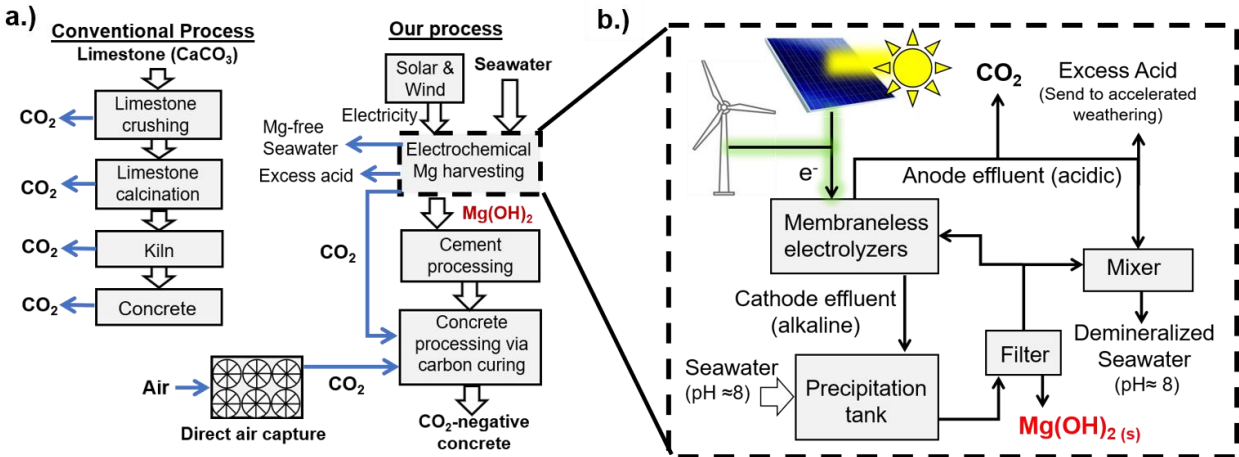 a.)
Conventional Process
Limestone (CaCO₃)
Limestone
crushing
CO₂
Limestone
calcination
CO₂
Kiln
CO₂
Concrete
CO₂
Our process
Solar &
Wind
Seawater
Electricity
Mg-free
Seawater
Excess acid
Electrochemical
Mg harvesting
Mg(OH)₂
CO₂
Cement
processing
Concrete
processing via
carbon curing
Air
CO₂
Direct air capture
CO₂-negative
concrete
b.)
CO₂
Excess Acid
(Send to accelerated
weathering)
e⁻
Anode effluent (acidic)
Membraneless
electrolyzers
Mixer
Cathode effluent
(alkaline)
Demineralized
Seawater
(pH≈ 8)
Filter
Seawater
(pH ≈8)
Precipitation
tank
Mg(OH)₂ (s)